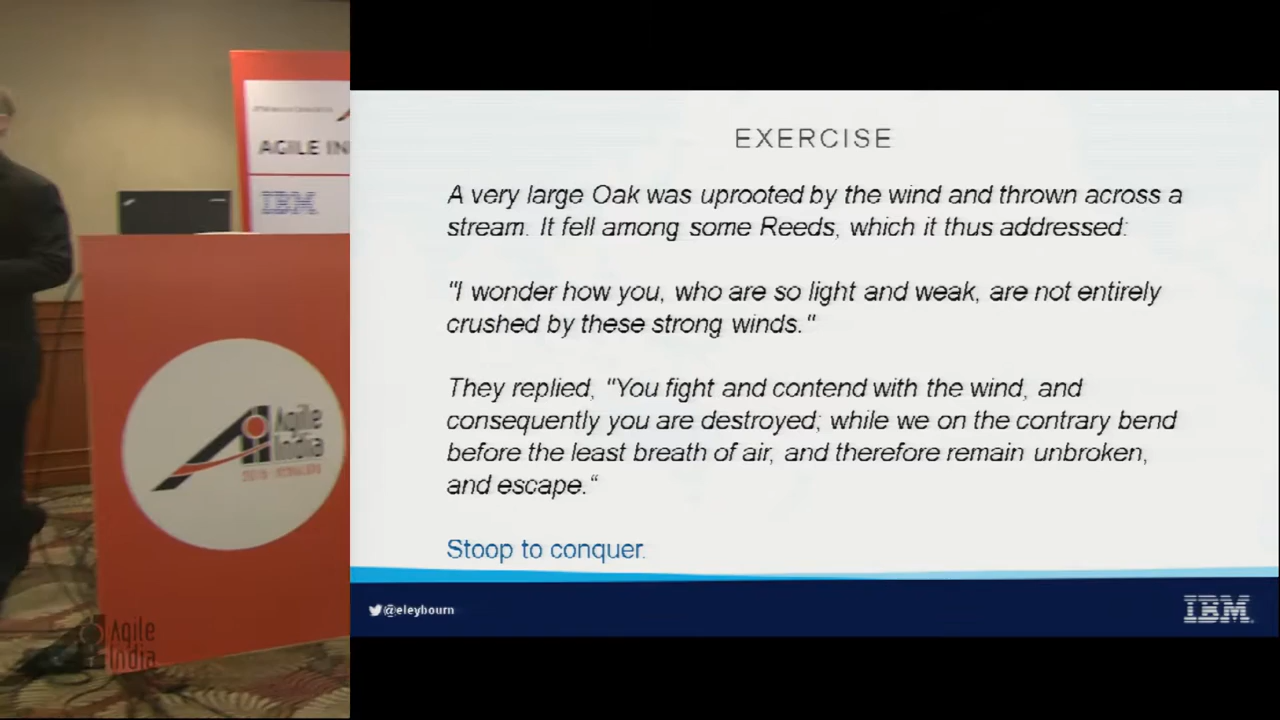 AGILE IN
IBM
Agile
India
Agile
India
EXERCISE
A very large Oak was uprooted by the wind and thrown across a
stream. It fell among some Reeds, which it thus addressed:
"I wonder how you, who are so light and weak, are not entirely
crushed by these strong winds."
They replied, "You fight and contend with the wind, and
consequently you are destroyed; while we on the contrary bend
before the least breath of air, and therefore remain unbroken,
and escape."
Stoop to conquer.
@eleybourn
IBM